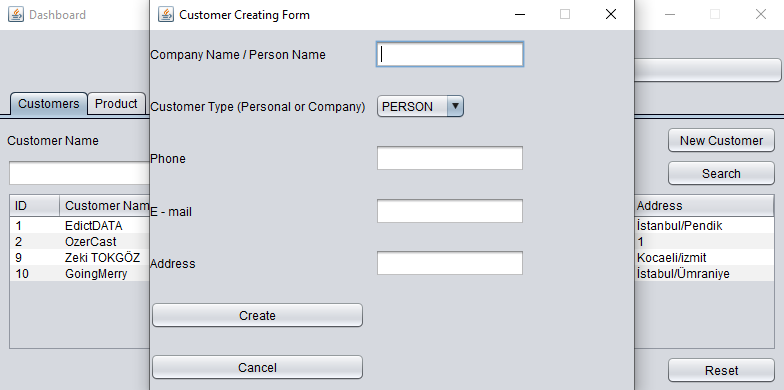 Dashboard
Customer Creating Form
Company Name / Person Name
Customers
Product
Customer Type (Personal or Company)
PERSON
Customer Name
New Customer
Phone
Search
ID
Customer Nam
Address
E - mail
1
EdictDATA
İstanbul/Pendik
2
OzerCast
1
9
Zeki TOKGÖZ
Kocaeli/izmit
10
GoingMerry
İstabul/Ümraniye
Address
Create
Cancel
Reset